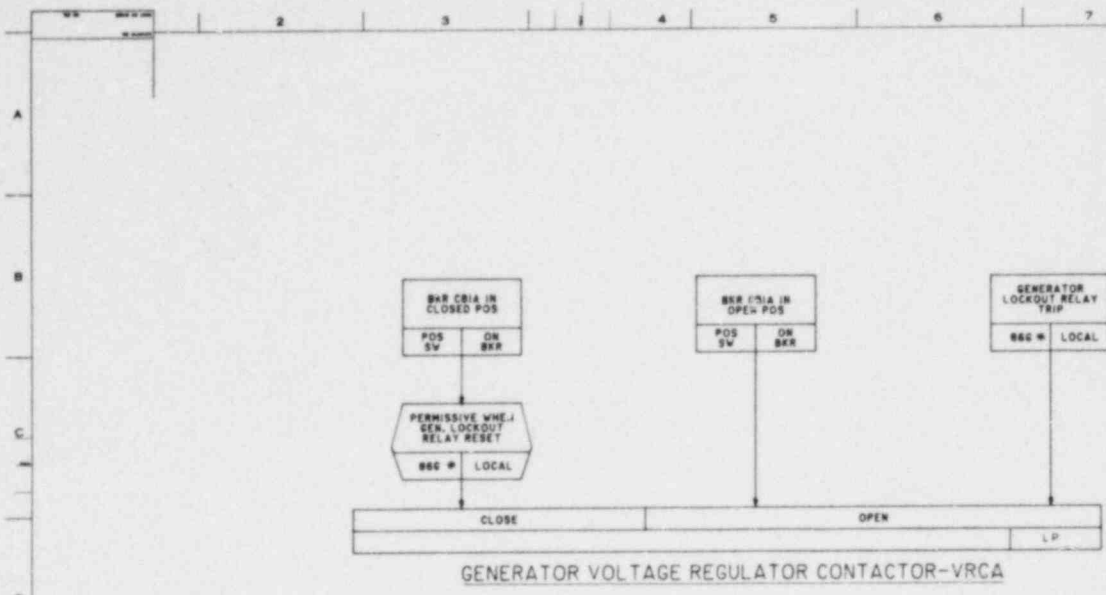 2 3 4 5 6 7
A
B
BKR CB1A IN
CLOSED POS
POS
SW
ON
BKR
BKR CB1A IN
OPEN POS
POS
SW
ON
BKR
GENERATOR
LOCKOUT RELAY
TRIP
86G * LOCAL
C
PERMISSIVE WHEN
GEN. LOCKOUT
RELAY RESET
86G * LOCAL
CLOSE OPEN
LP
GENERATOR VOLTAGE REGULATOR CONTACTOR-VRCA